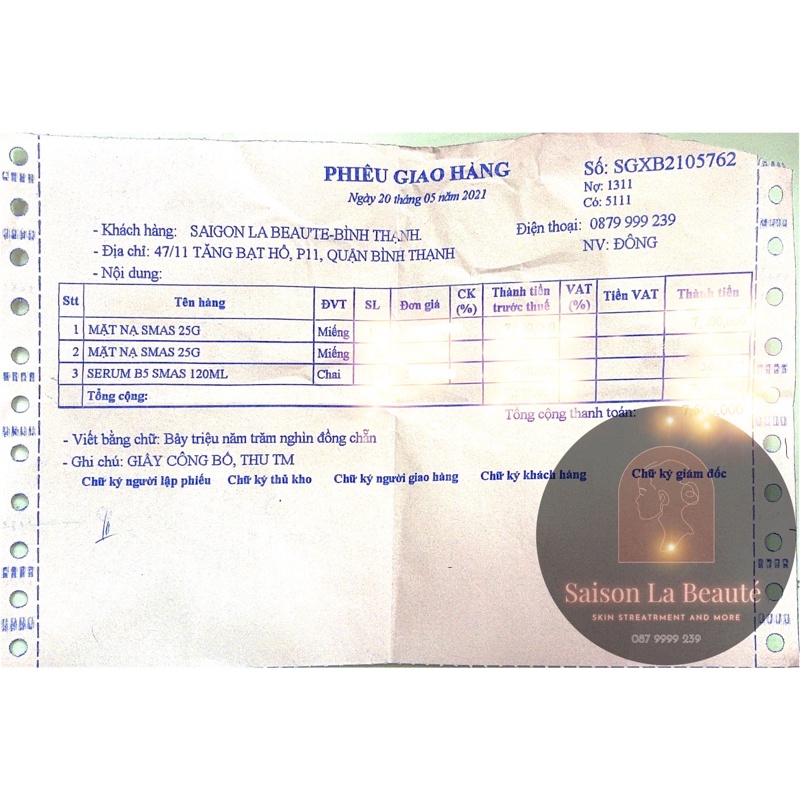 PHIẾU GIAO HÀNG
Ngày 20 tháng 05 năm 2021
Số: SGXB2105762
Nợ: 1311
Có: 5111
- Khách hàng: SAIGON LA BEAUTE-BÌNH THẠNH.
Điện thoại: 0879 999 239
- Địa chỉ: 47/11 TĂNG BẠT HỔ, P11, QUẬN BÌNH THẠNH
NV: ĐÔNG
- Nội dung:
Stt Tên hàng ĐVT SL Đơn giá CK (%) Thành tiền trước thuế VAT (%) Tiền VAT Thành tiền
1 MẶT NẠ SMAS 25G Miếng
2 MẶT NẠ SMAS 25G Miếng
3 SERUM B5 SMAS 120ML Chai
Tổng cộng:
Tổng cộng thanh toán:
- Viết bằng chữ: Bảy triệu năm trăm nghìn đồng chẵn
- Ghi chú: GIẤY CÔNG BỐ, THU TM
Chữ ký người lập phiếu Chữ ký thủ kho Chữ ký người giao hàng Chữ ký khách hàng Chữ ký giám đốc
Saison La Beauté
SKIN STREATRMENT AND MORE
087 9999 239